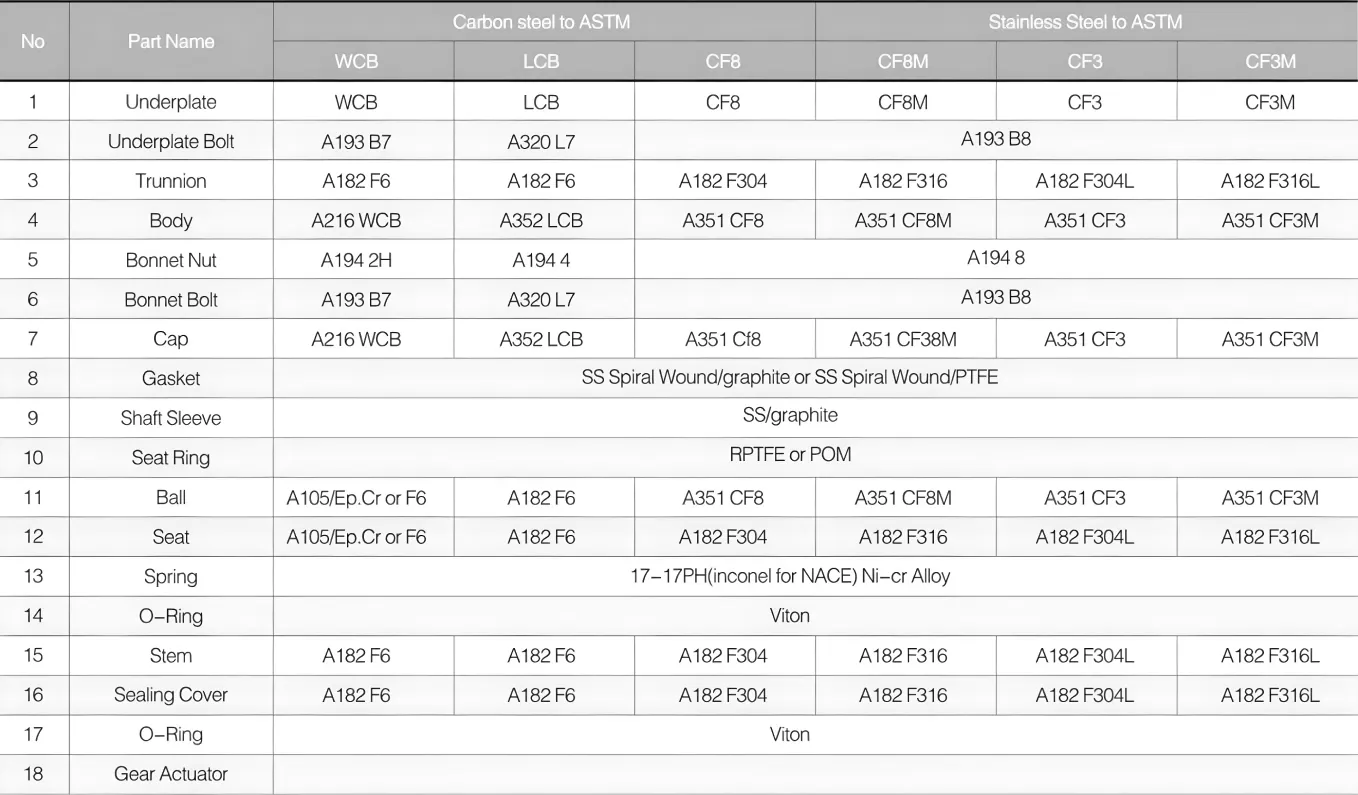 No Part Name Carbon steel to ASTM Stainless Steel to ASTM
WCB LCB CF8 CF8M CF3 CF3M
1 Underplate WCB LCB CF8 CF8M CF3 CF3M
2 Underplate Bolt A193 B7 A320 L7 A193 B8
3 Trunnion A182 F6 A182 F6 A182 F304 A182 F316 A182 F304L A182 F316L
4 Body A216 WCB A352 LCB A351 CF8 A351 CF8M A351 CF3 A351 CF3M
5 Bonnet Nut A194 2H A194 4 A194 8
6 Bonnet Bolt A193 B7 A320 L7 A193 B8
7 Cap A216 WCB A352 LCB A351 Cf8 A351 CF38M A351 CF3 A351 CF3M
8 Gasket SS Spiral Wound/graphite or SS Spiral Wound/PTFE
9 Shaft Sleeve SS/graphite
10 Seat Ring RPTFE or POM
11 Ball A105/Ep.Cr or F6 A182 F6 A351 CF8 A351 CF8M A351 CF3 A351 CF3M
12 Seat A105/Ep.Cr or F6 A182 F6 A182 F304 A182 F316 A182 F304L A182 F316L
13 Spring 17-17PH(inconel for NACE) Ni-cr Alloy
14 O-Ring Viton
15 Stem A182 F6 A182 F6 A182 F304 A182 F316 A182 F304L A182 F316L
16 Sealing Cover A182 F6 A182 F6 A182 F304 A182 F316 A182 F304L A182 F316L
17 O-Ring Viton
18 Gear Actuator